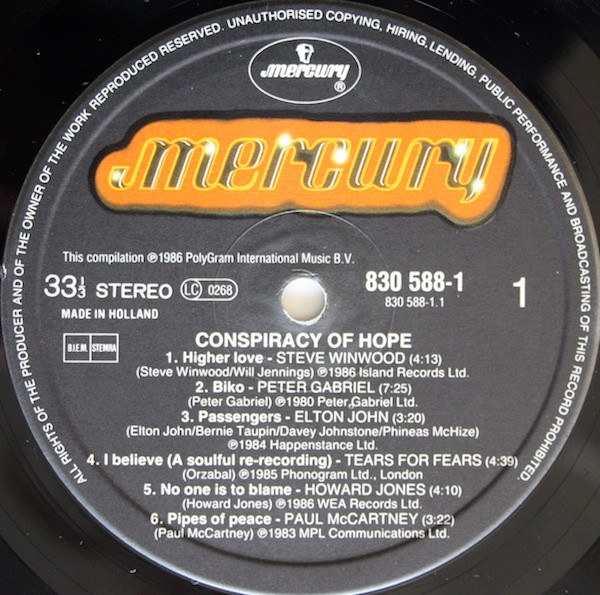 ALL RIGHTS OF THE PRODUCER AND OF THE OWNER OF THE WORK REPRODUCED RESERVED. UNAUTHORISED COPYING, HIRING, LENDING, PUBLIC PERFORMANCE AND BROADCASTING OF THIS RECORD PROHIBITED.
mercury
®
mercury
This compilation ℗1986 PolyGram International Music B.V.
33⅓ STEREO LC 0268
MADE IN HOLLAND
830 588-1
830 588-1.1
1
B.I.E.M. STEMRA
CONSPIRACY OF HOPE
1. Higher love - STEVE WINWOOD (4:13)
(Steve Winwood/Will Jennings) ℗1986 Island Records Ltd.
2. Biko - PETER GABRIEL (7:25)
(Peter Gabriel) ℗1980 Peter Gabriel Ltd.
3. Passengers - ELTON JOHN (3:20)
(Elton John/Bernie Taupin/Davey Johnstone/Phineas McHize)
℗1984 Happenstance Ltd.
4. I believe (A soulful re-recording) - TEARS FOR FEARS (4:39)
(Orzabal) ℗1985 Phonogram Ltd., London
5. No one is to blame - HOWARD JONES (4:10)
(Howard Jones) ℗1986 WEA Records Ltd.
6. Pipes of peace - PAUL McCARTNEY (3:22)
(Paul McCartney) ℗1983 MPL Communications Ltd.